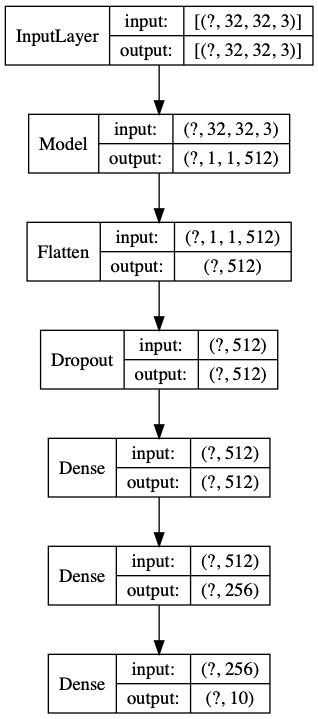 InputLayer
input: [(?, 32, 32, 3)]
output: [(?, 32, 32, 3)]
Model
input: (?, 32, 32, 3)
output: (?, 1, 1, 512)
Flatten
input: (?, 1, 1, 512)
output: (?, 512)
Dropout
input: (?, 512)
output: (?, 512)
Dense
input: (?, 512)
output: (?, 512)
Dense
input: (?, 512)
output: (?, 256)
Dense
input: (?, 256)
output: (?, 10)